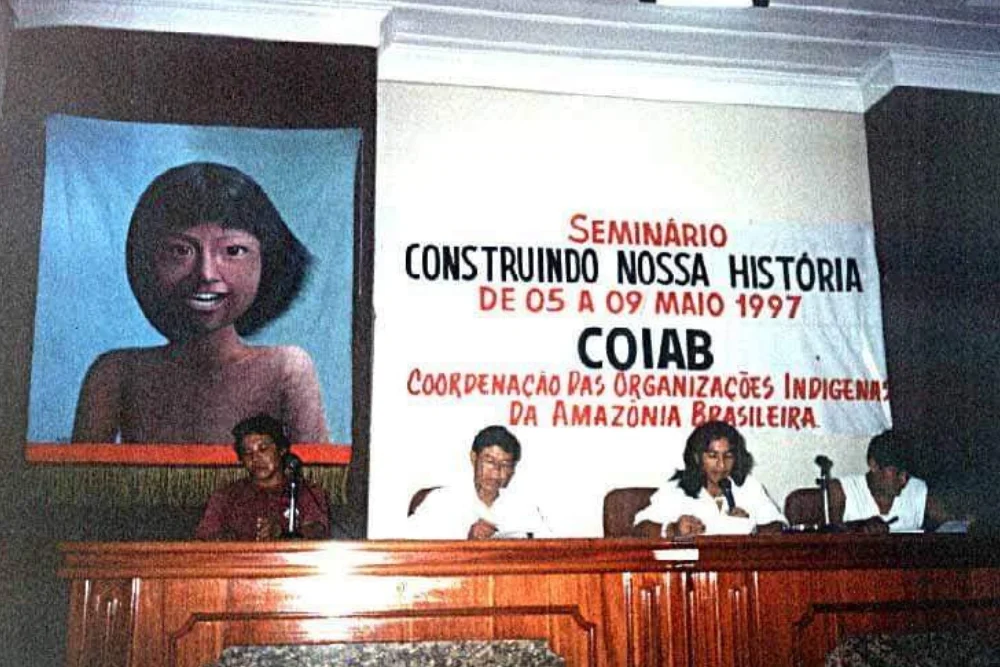 SEMINÁRIO
CONSTRUINDO NOSSA HISTÓRIA
DE 05 A 09 MAIO 1997
COIAB
COORDENAÇÃO DAS ORGANIZAÇÕES INDIGENAS
DA AMAZÔNIA BRASILEIRA